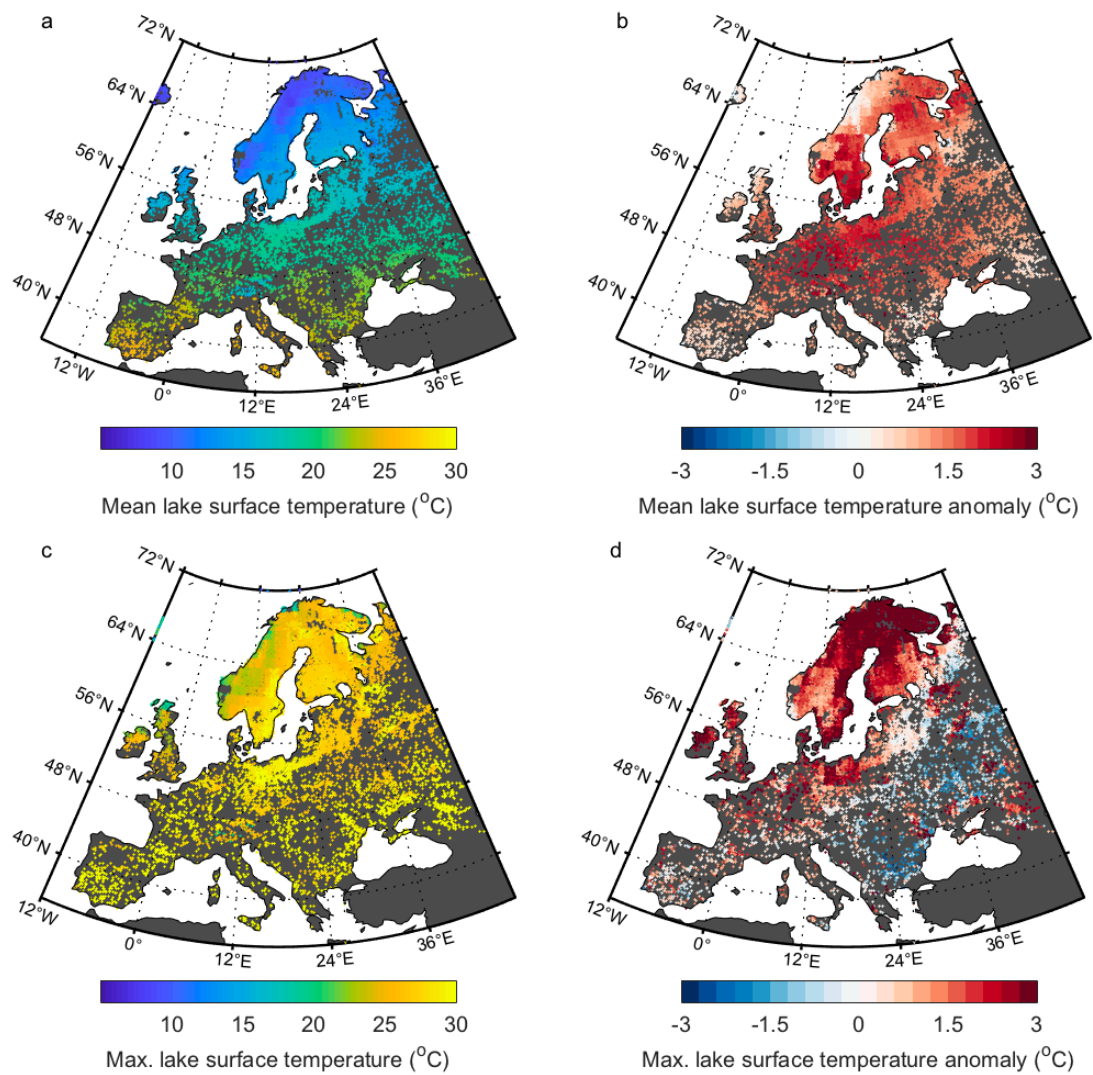 a
72°N
64°N
56°N
48°N
40°N
12°W
0°
12°E
24°E
36°E
10 15 20 25 30
Mean lake surface temperature (°C)
b
72°N
64°N
56°N
48°N
40°N
12°W
0°
12°E
24°E
36°E
-3 -1.5 0 1.5 3
Mean lake surface temperature anomaly (°C)
c
72°N
64°N
56°N
48°N
40°N
12°W
0°
12°E
24°E
36°E
10 15 20 25 30
Max. lake surface temperature (°C)
d
72°N
64°N
56°N
48°N
40°N
12°W
0°
12°E
24°E
36°E
-3 -1.5 0 1.5 3
Max. lake surface temperature anomaly (°C)